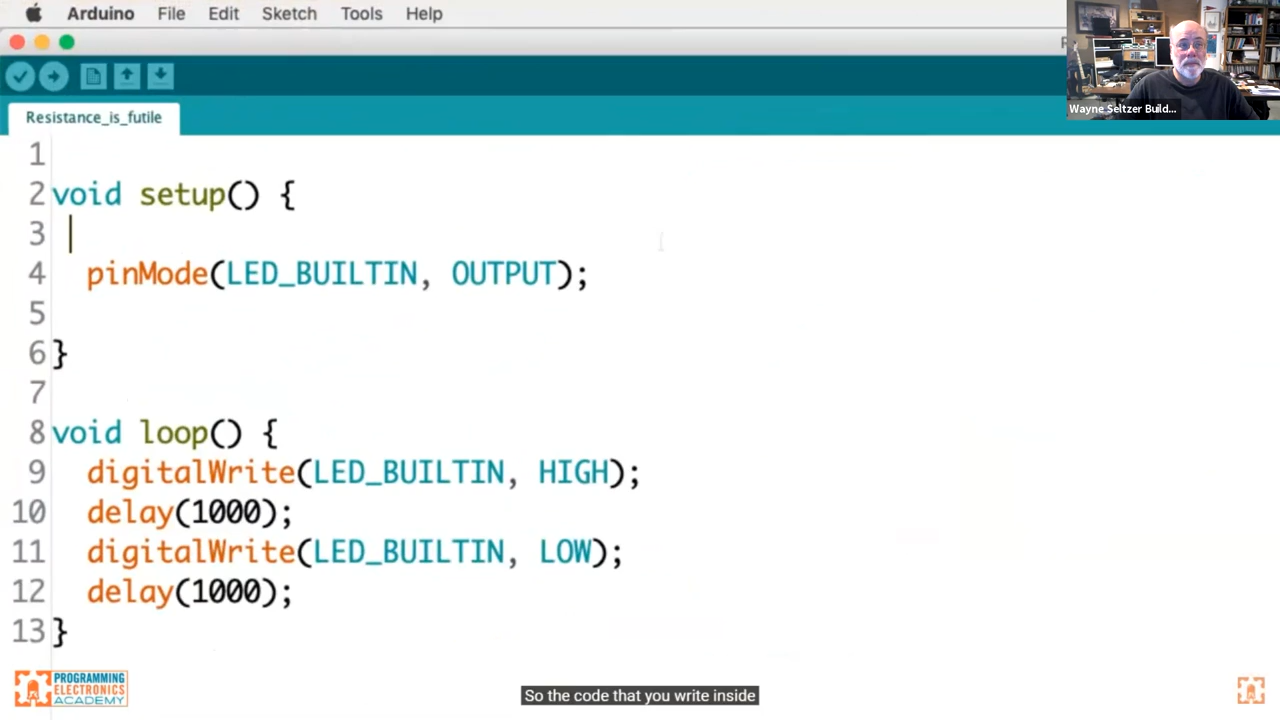 Arduino File Edit Sketch Tools Help
Wayne Seltzer Build...
Resistance_is_futile
1
2 void setup() {
3
4 pinMode(LED_BUILTIN, OUTPUT);
5
6 }
7
8 void loop() {
9 digitalWrite(LED_BUILTIN, HIGH);
10 delay(1000);
11 digitalWrite(LED_BUILTIN, LOW);
12 delay(1000);
13 }
PROGRAMMING
ELECTRONICS
ACADEMY
So the code that you write inside